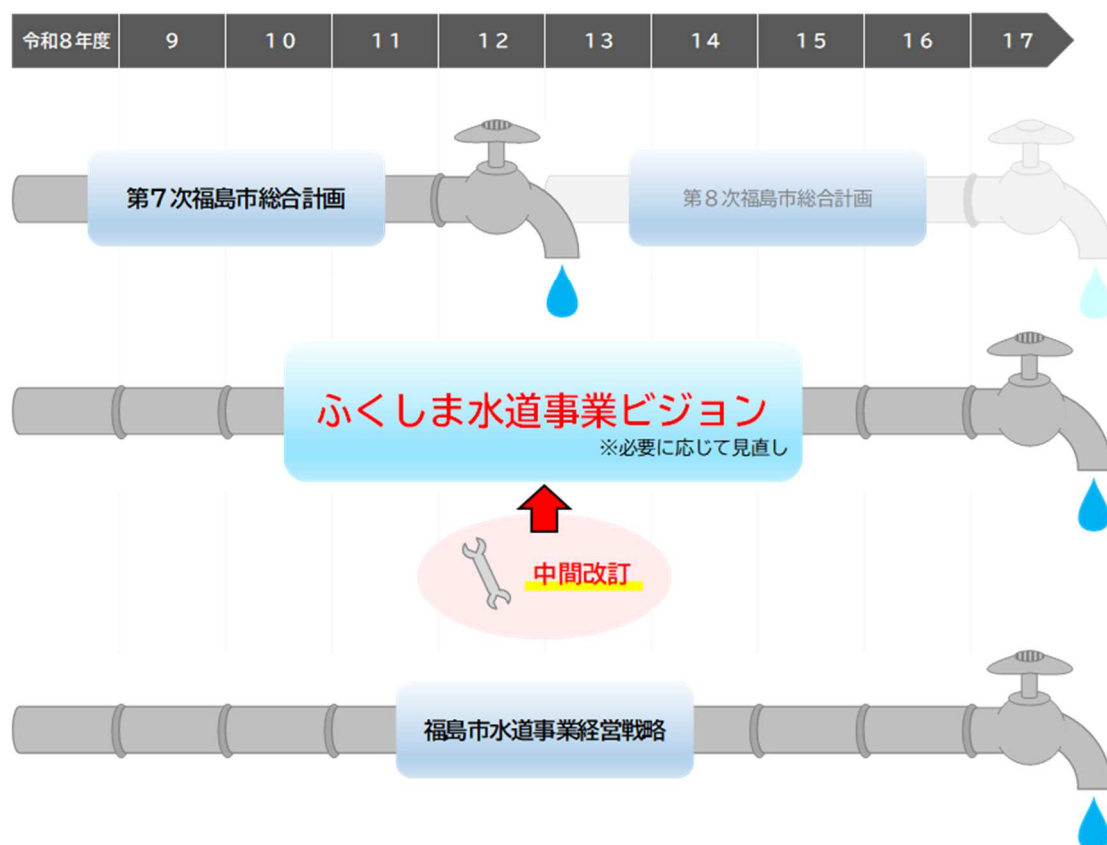 令和8年度 9 10 11 12 13 14 15 16 17
第7次福島市総合計画 第8次福島市総合計画
ふくしま水道事業ビジョン
※必要に応じて見直し
中間改訂
福島市水道事業経営戦略